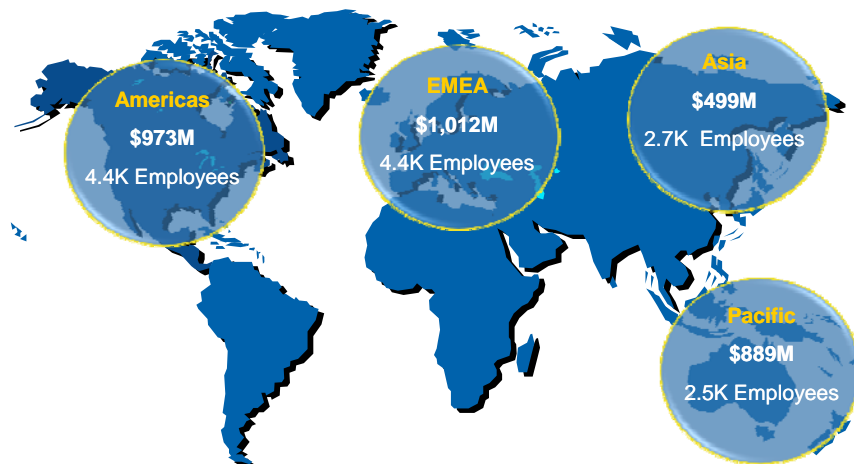 Americas
$973M
4.4K Employees
EMEA
$1,012M
4.4K Employees
Asia
$499M
2.7K Employees
Pacific
$889M
2.5K Employees